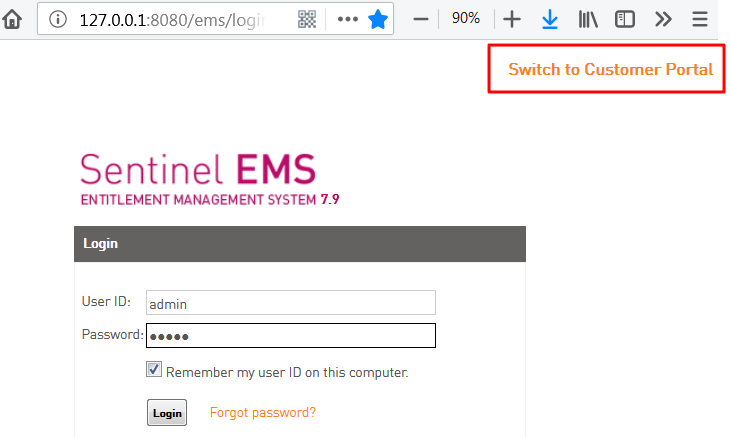 127.0.0.1:8080/ems/login
90%
Switch to Customer Portal
Sentinel EMS
ENTITLEMENT MANAGEMENT SYSTEM 7.9
Login
User ID: admin
Password: •••••
Remember my user ID on this computer.
Login Forgot password?